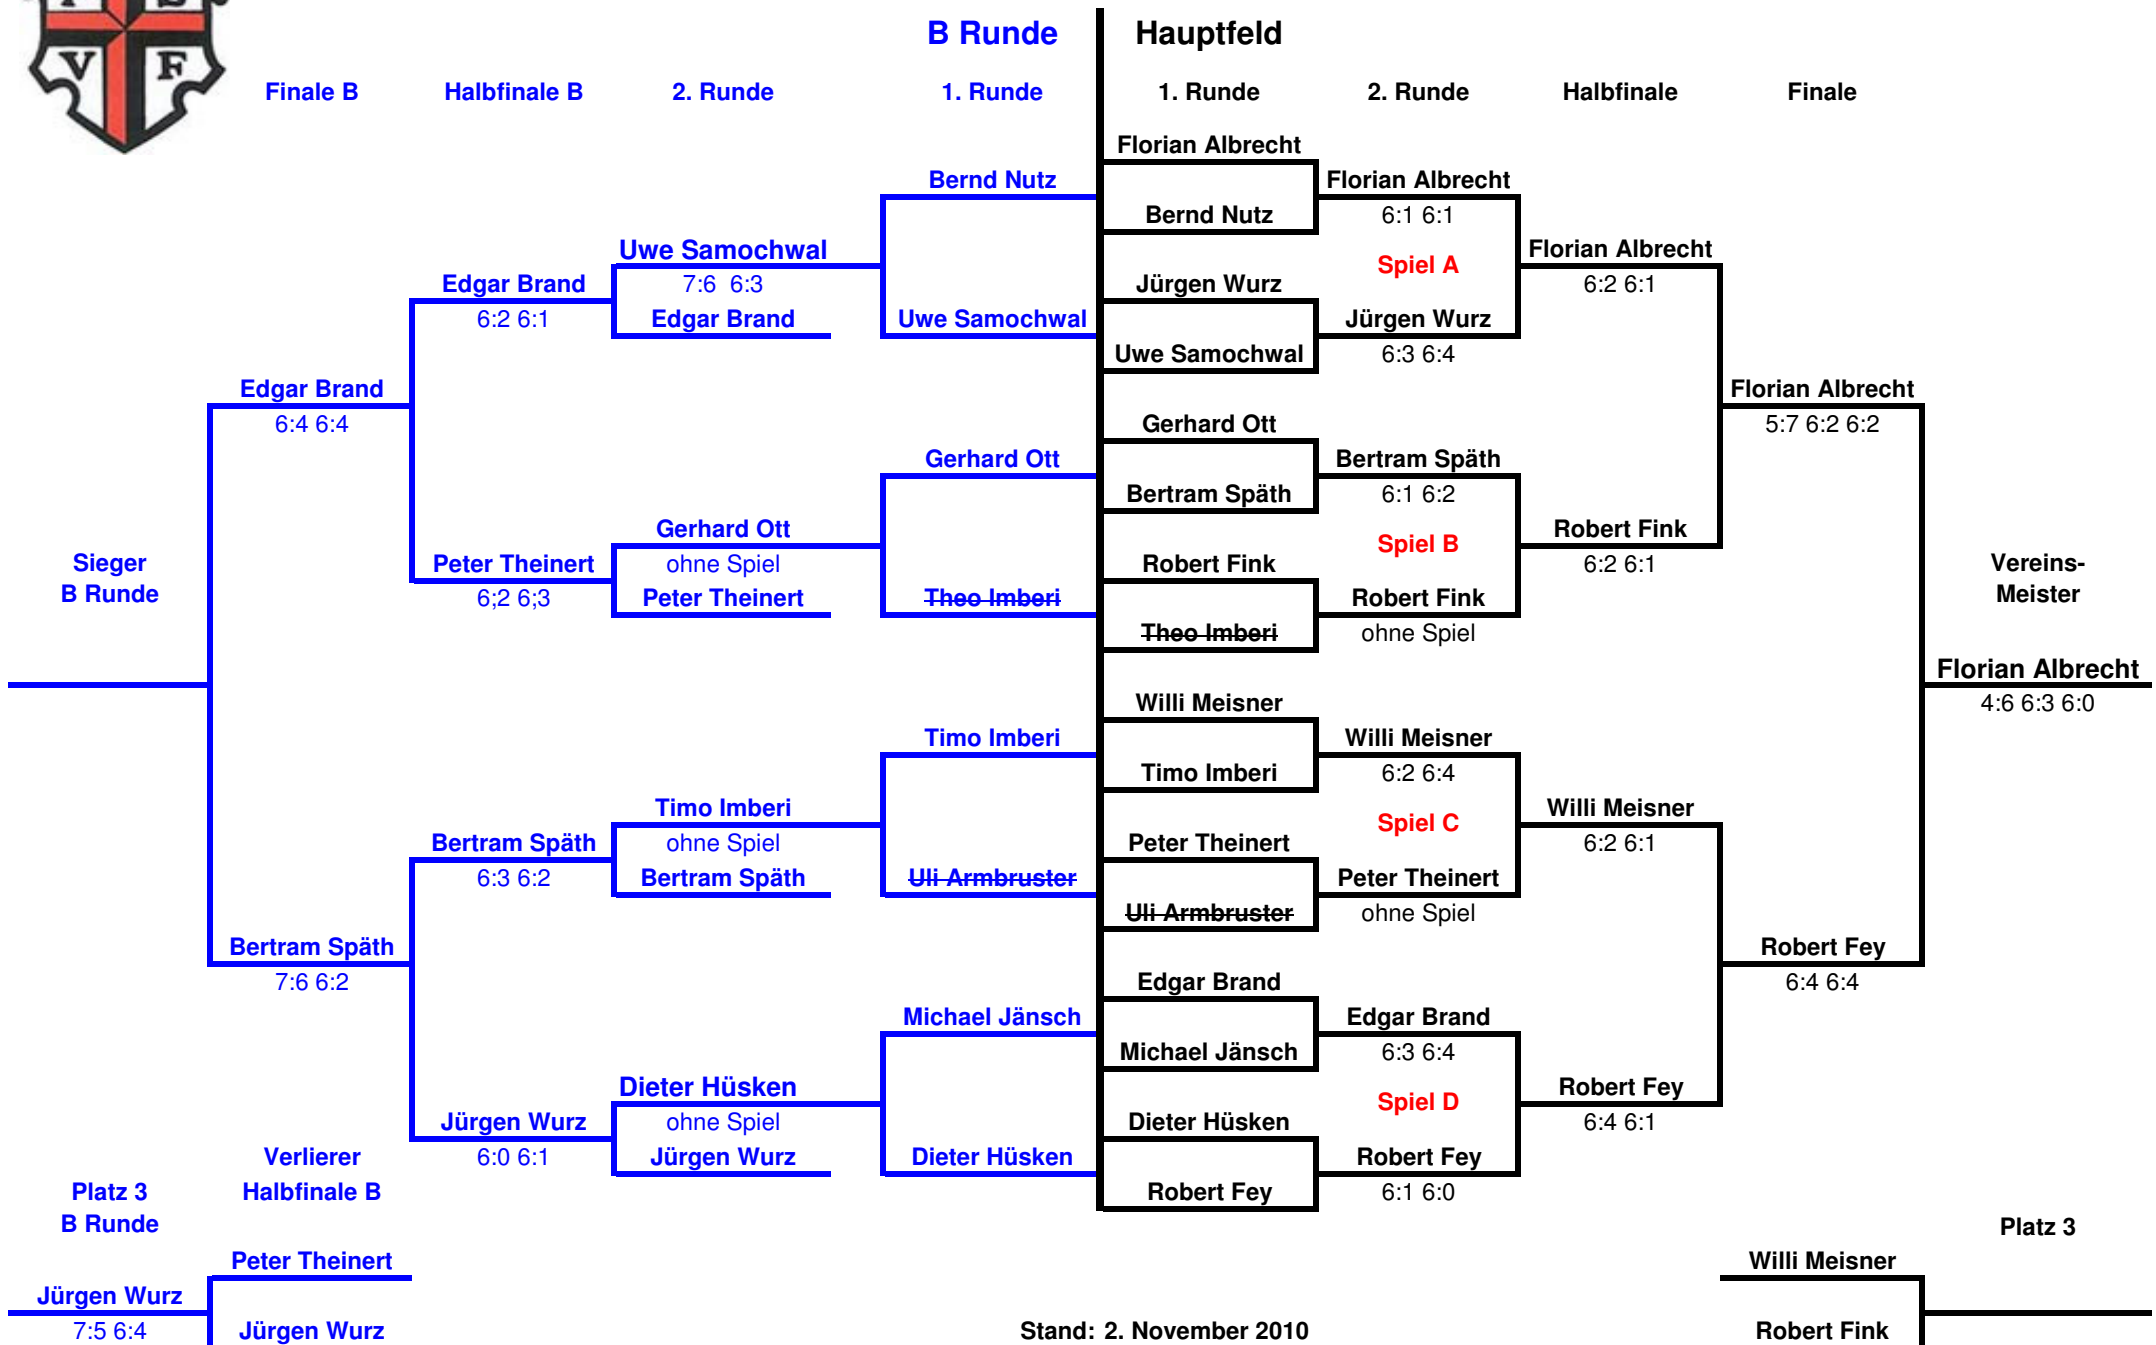 V F
B Runde Hauptfeld
Finale B Halbfinale B 2. Runde 1. Runde 1. Runde 2. Runde Halbfinale Finale
Florian Albrecht
Bernd Nutz Florian Albrecht
Bernd Nutz 6:1 6:1
Uwe Samochwal Florian Albrecht
Spiel A
Edgar Brand 7:6 6:3 Jürgen Wurz 6:2 6:1
6:2 6:1 Edgar Brand Uwe Samochwal Jürgen Wurz
Uwe Samochwal 6:3 6:4
Edgar Brand Florian Albrecht
6:4 6:4 Gerhard Ott 5:7 6:2 6:2
Gerhard Ott Bertram Späth
Bertram Späth 6:1 6:2
Gerhard Ott Robert Fink
Spiel B
Sieger Peter Theinert ohne Spiel Robert Fink 6:2 6:1 Vereins-
B Runde 6;2 6;3 Peter Theinert Theo Imberi Robert Fink Meister
Theo Imberi ohne Spiel
Florian Albrecht
Willi Meisner 4:6 6:3 6:0
Timo Imberi Willi Meisner
Timo Imberi 6:2 6:4
Timo Imberi Willi Meisner
Spiel C
Bertram Späth ohne Spiel Peter Theinert 6:2 6:1
6:3 6:2 Bertram Späth Uli Armbruster Peter Theinert
Uli Armbruster ohne Spiel
Bertram Späth Robert Fey
7:6 6:2 Edgar Brand 6:4 6:4
Michael Jänsch Edgar Brand
Michael Jänsch 6:3 6:4
Dieter Hüsken Robert Fey
Spiel D
Jürgen Wurz ohne Spiel Dieter Hüsken 6:4 6:1
Verlierer 6:0 6:1 Jürgen Wurz Dieter Hüsken Robert Fey
Platz 3 Halbfinale B Robert Fey 6:1 6:0
B Runde Platz 3
Peter Theinert Willi Meisner
Jürgen Wurz
7:5 6:4 Jürgen Wurz Stand: 2. November 2010 Robert Fink